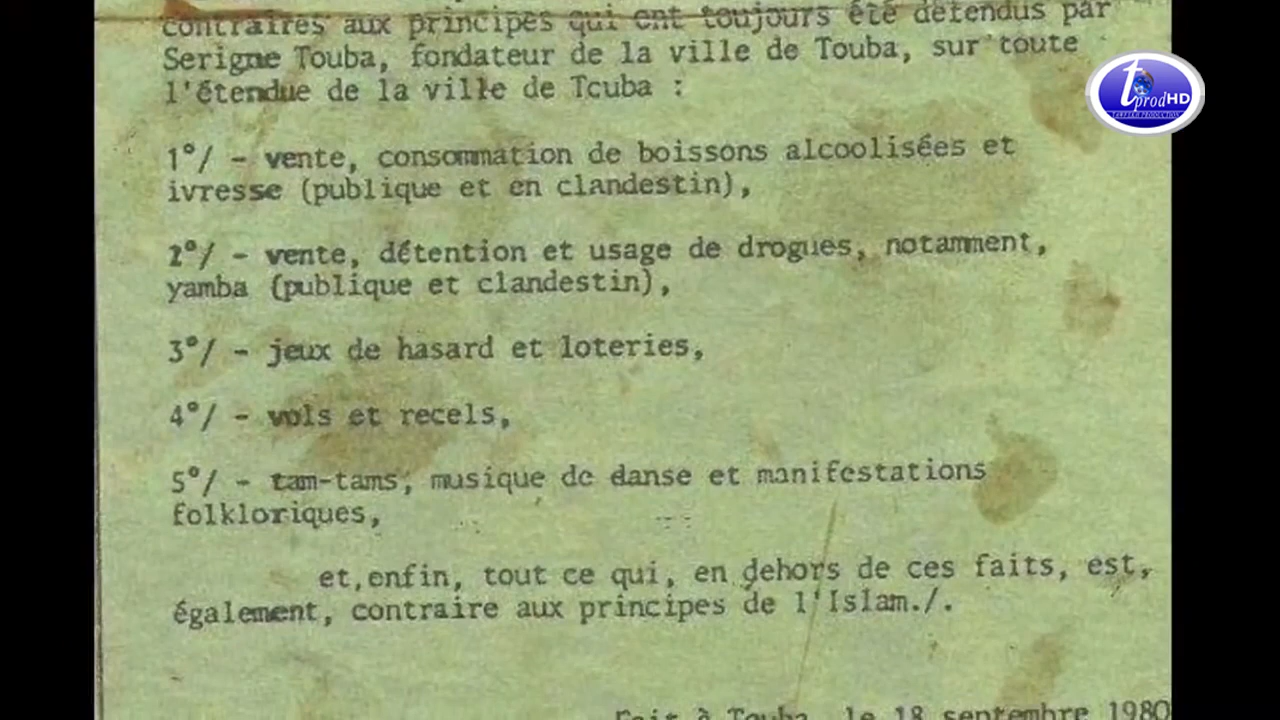 contraires aux principes qui ont toujours été défendus par
Serigne Touba, fondateur de la ville de Touba, sur toute
l'étendue de la ville de Touba :
1°/ - vente, consommation de boissons alcoolisées et
ivresse (publique et en clandestin),
2°/ - vente, détention et usage de drogues, notamment,
yamba (publique et clandestin),
3°/ - jeux de hasard et loteries,
4°/ - vols et recels,
5°/ - tam-tams, musique de danse et manifestations
folkloriques,
et, enfin, tout ce qui, en dehors de ces faits, est,
également, contraire aux principes de l'Islam./.
Fait à Touba, le 18 septembre 1980
tprodHD